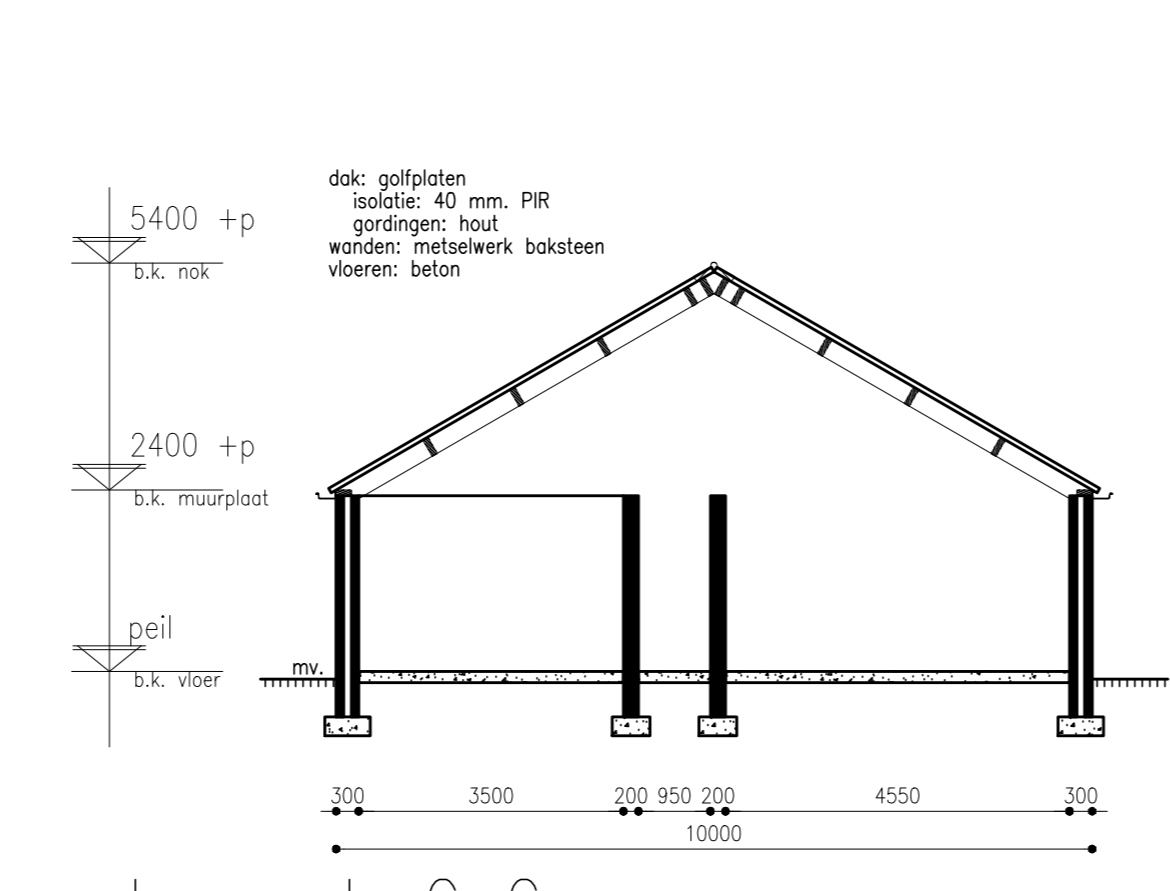 dak: golfplaten
isolatie: 40 mm. PIR
gordingen: hout
wanden: metselwerk baksteen
vloeren: beton
5400 +p
b.k. nok
2400 +p
b.k. muurplaat
peil
b.k. vloer
mv.
300 3500 200 950 200 4550 300
10000